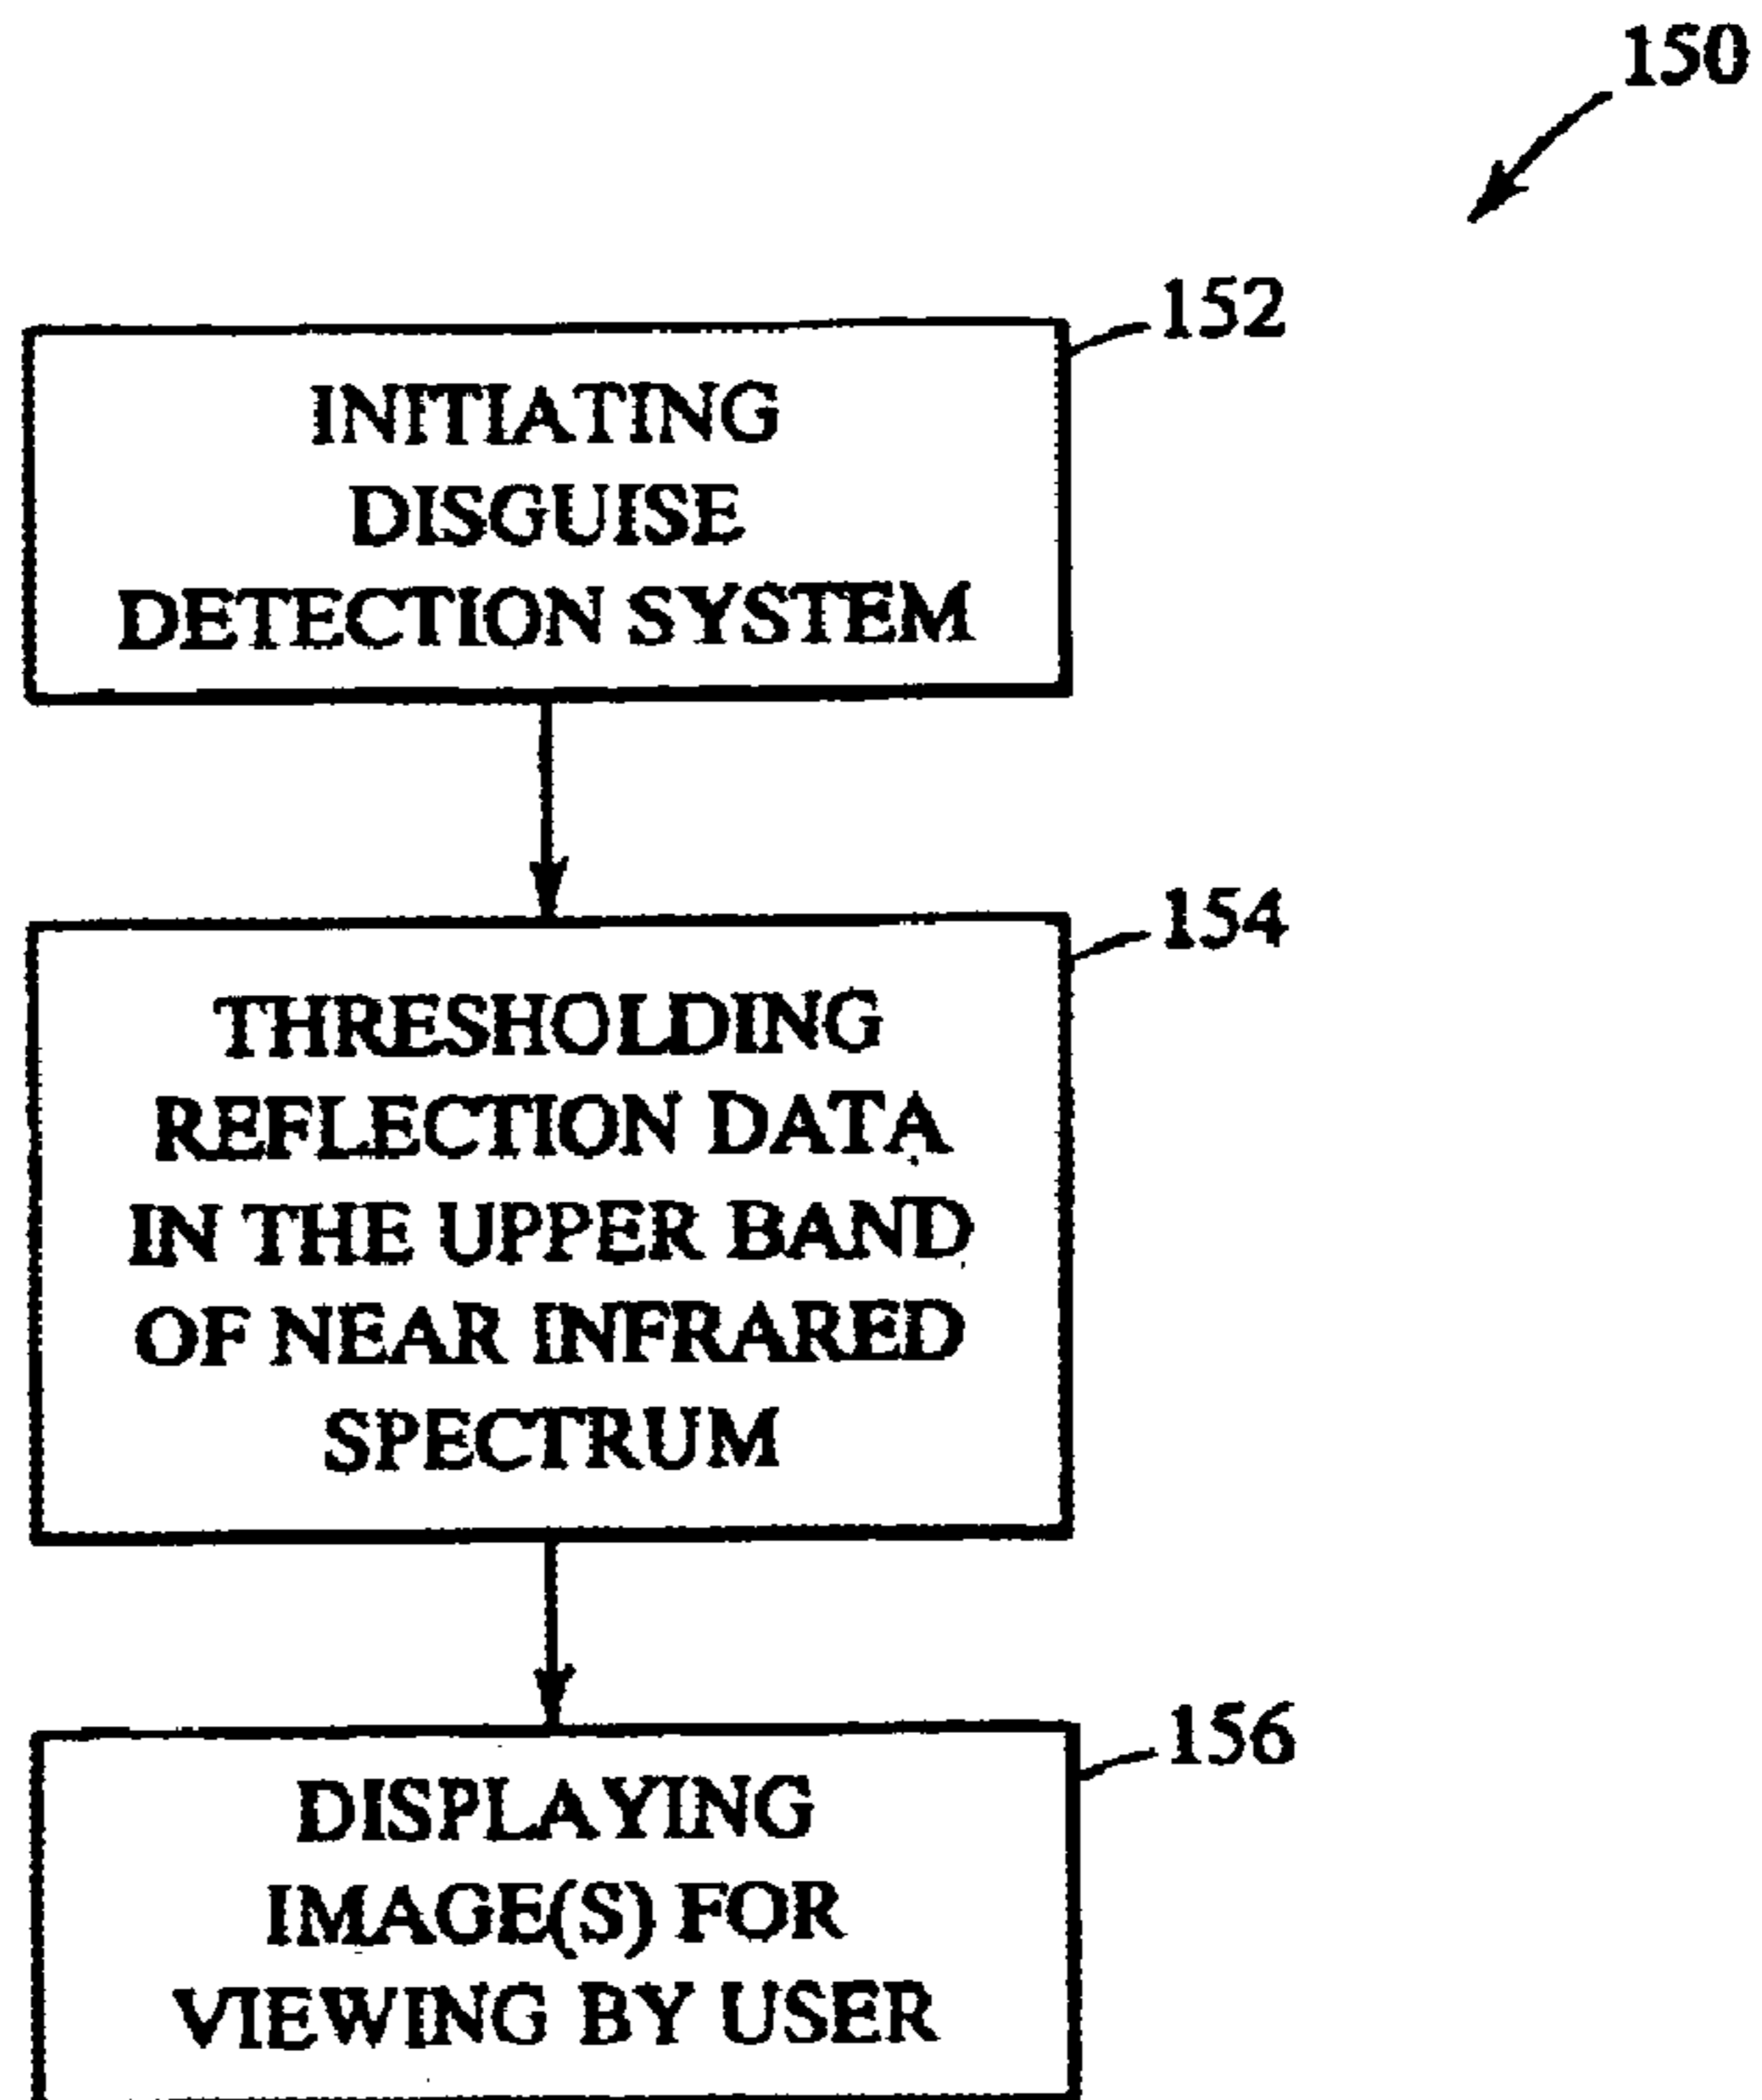 150
152
INITIATING
DISGUISE
DETECTION SYSTEM
154
THRESHOLDING
REFLECTION DATA
IN THE UPPER BAND
OF NEAR INFRARED
SPECTRUM
156
DISPLAYING
IMAGE(S) FOR
VIEWING BY USER